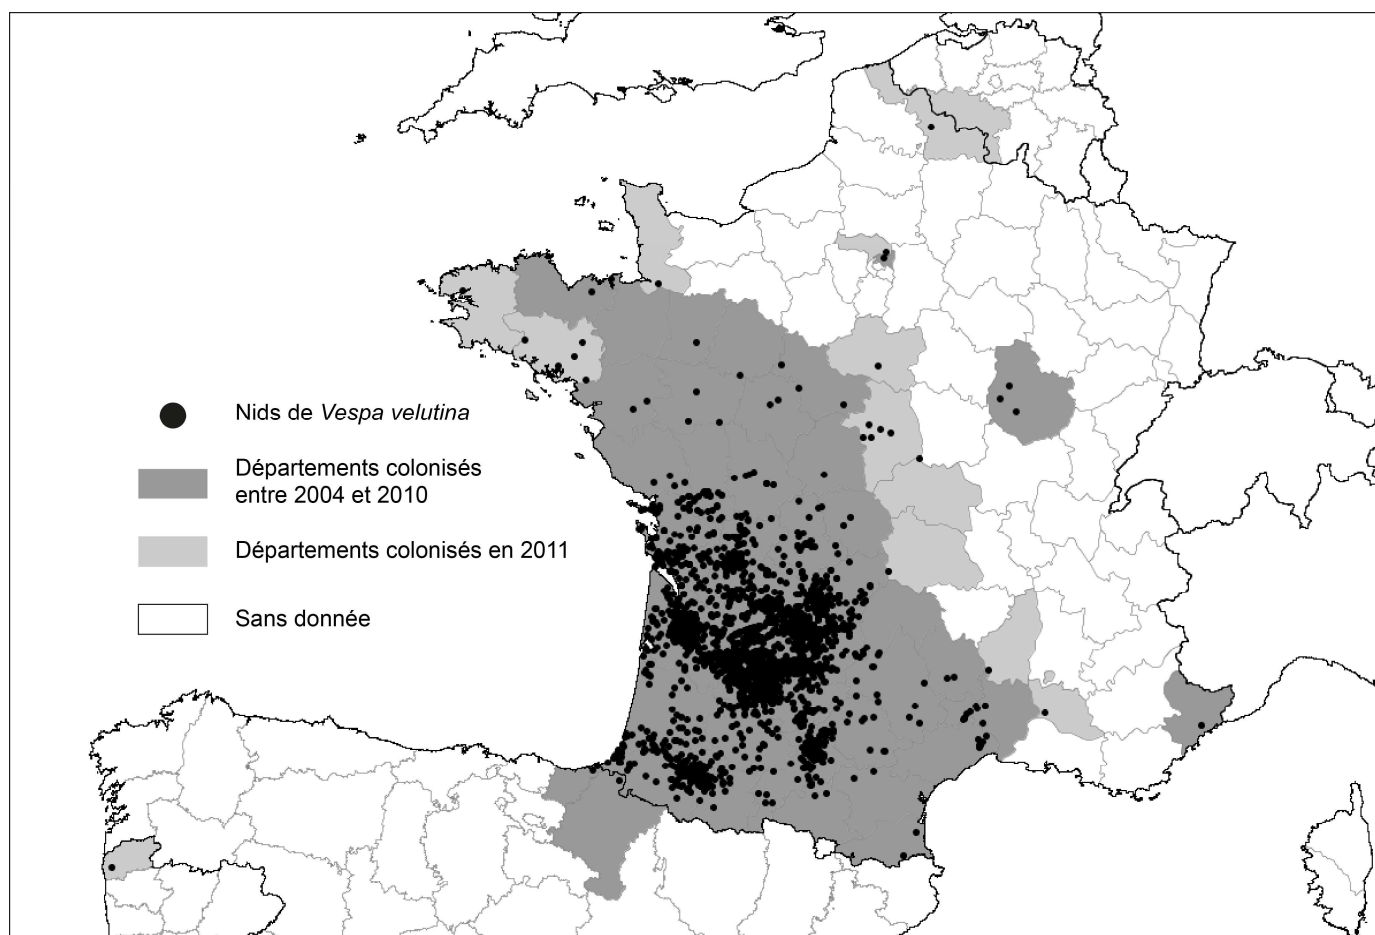 Nids de Vespa velutina
Départements colonisés
entre 2004 et 2010
Départements colonisés en 2011
Sans donnée